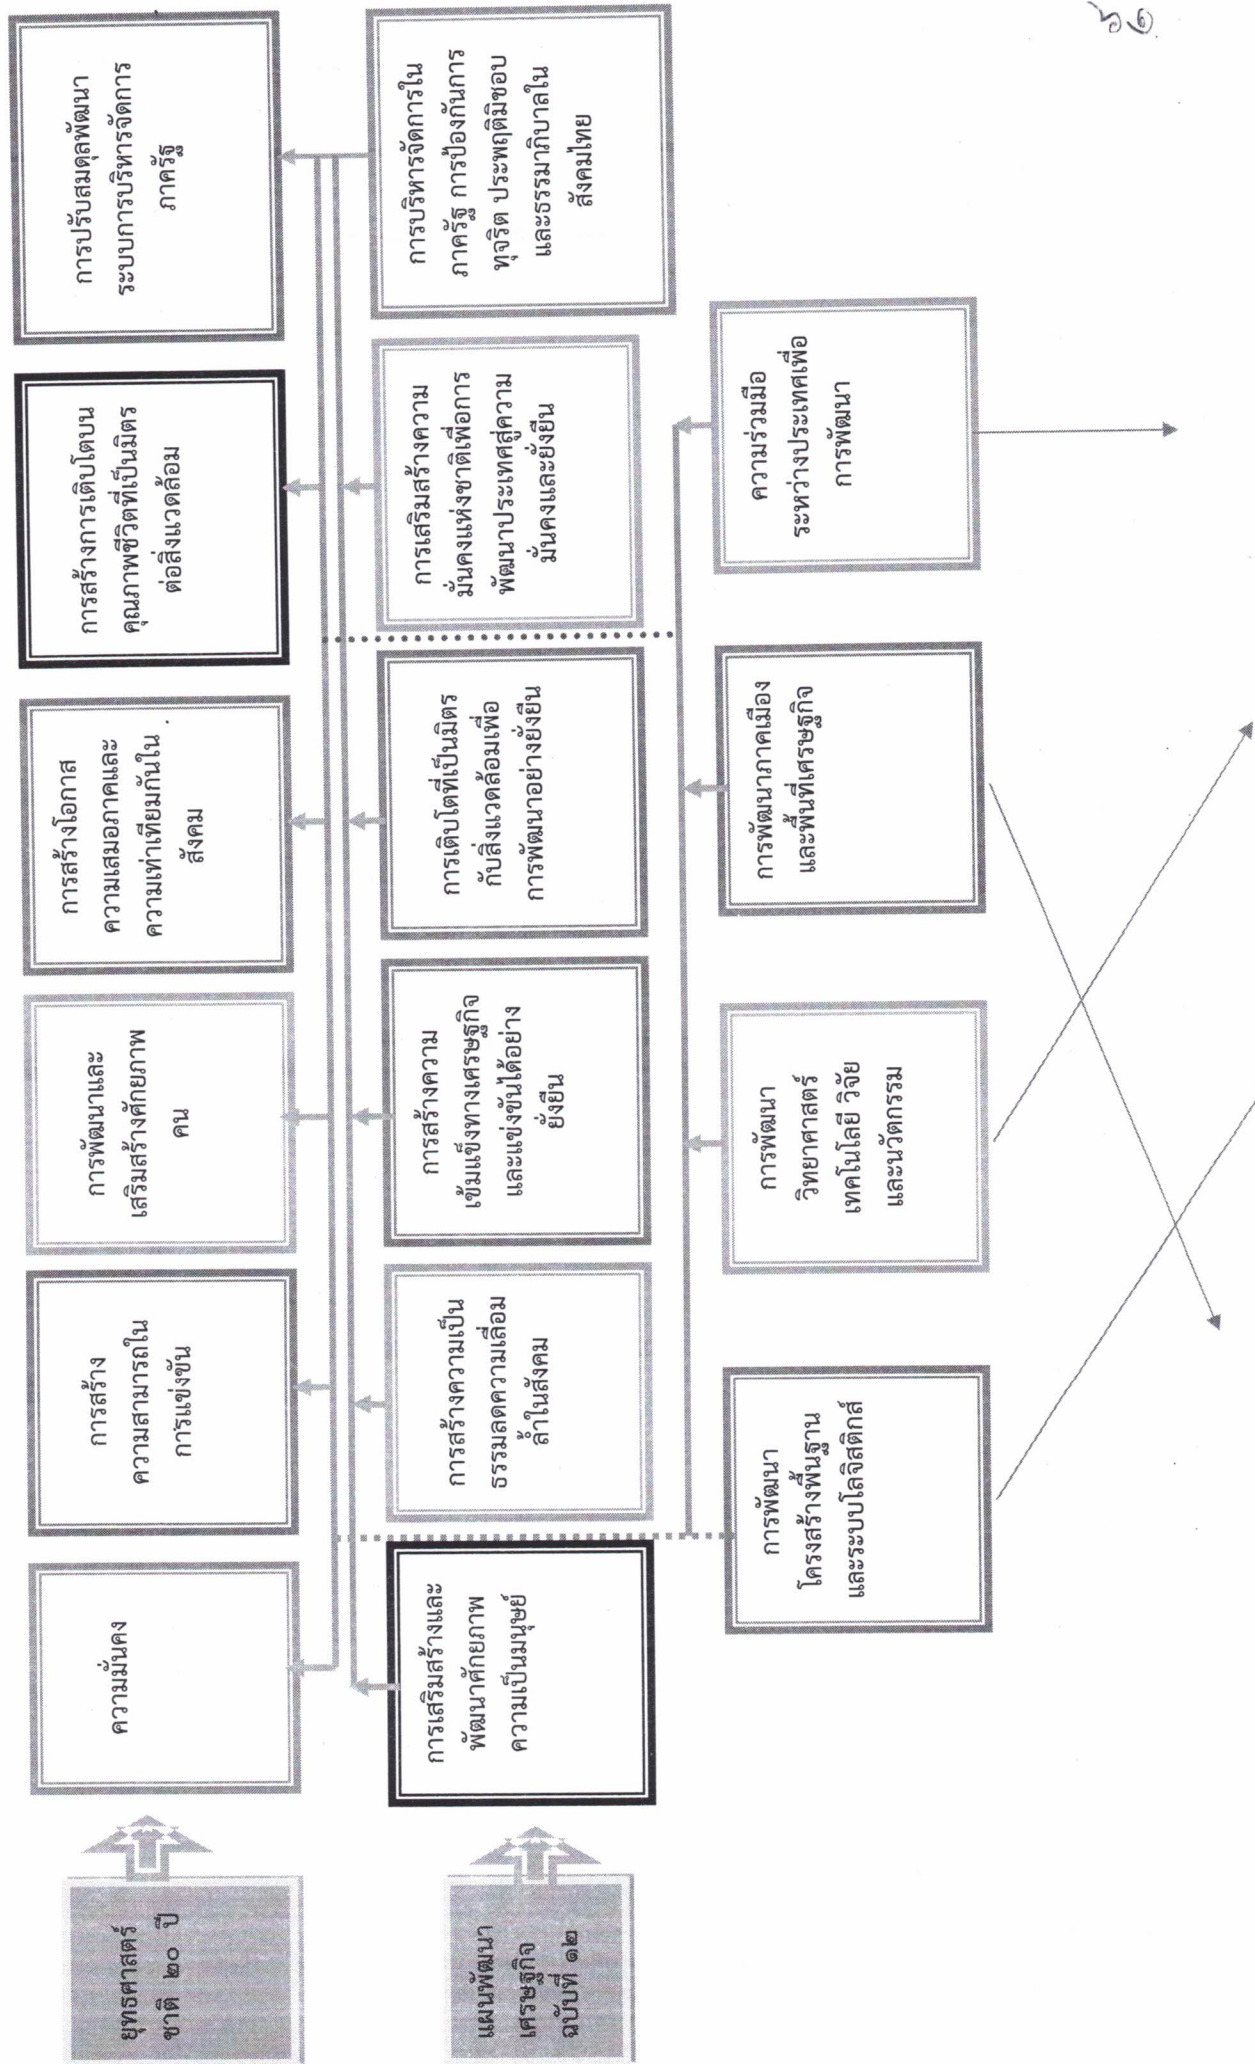 ยุทธศาสตร์
ชาติ ๒๐ ปี
ความมั่นคง
การสร้าง
ความสามารถใน
การแข่งขัน
การพัฒนาและ
เสริมสร้างศักยภาพ
คน
การสร้างโอกาส
ความเสมอภาคและ
ความเท่าเทียมกันใน
สังคม
การสร้างการเติบโตบน
คุณภาพชีวิตที่เป็นมิตร
ต่อสิ่งแวดล้อม
การปรับสมดุลพัฒนา
ระบบการบริหารจัดการ
ภาครัฐ
แผนพัฒนา
เศรษฐกิจ
ฉบับที่ ๑๒
การเสริมสร้างและ
พัฒนาศักยภาพ
ความเป็นมนุษย์
การสร้างความเป็น
ธรรมลดความเลื่อม
ล้ำในสังคม
การสร้างความ
เข้มแข็งทางเศรษฐกิจ
และแข่งขันได้อย่าง
ยั่งยืน
การเติบโตที่เป็นมิตร
กับสิ่งแวดล้อมเพื่อ
การพัฒนาอย่างยั่งยืน
การเสริมสร้างความ
มั่นคงแห่งชาติเพื่อการ
พัฒนาประเทศสู่ความ
มั่นคงและยั่งยืน
การบริหารจัดการใน
ภาครัฐ การป้องกันการ
ทุจริต ประพฤติมิชอบ
และธรรมาภิบาลใน
สังคมไทย
การพัฒนา
โครงสร้างพื้นฐาน
และระบบโลจิสติกส์
การพัฒนา
วิทยาศาสตร์
เทคโนโลยี วิจัย
และนวัตกรรม
การพัฒนาภาคเมือง
และพื้นที่เศรษฐกิจ
ความร่วมมือ
ระหว่างประเทศเพื่อ
การพัฒนา